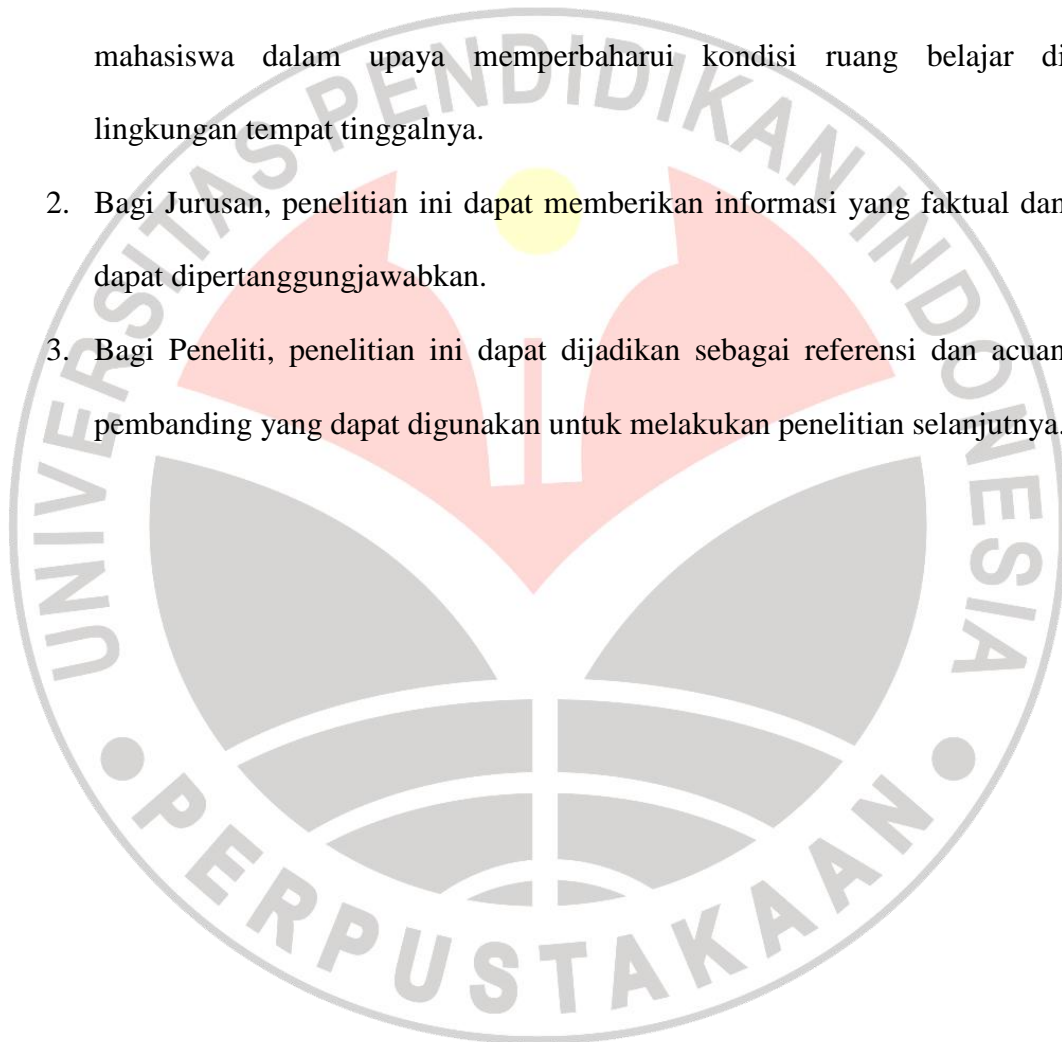 mahasiswa dalam upaya memperbaharui kondisi ruang belajar di
lingkungan tempat tinggalnya.
2. Bagi Jurusan, penelitian ini dapat memberikan informasi yang faktual dan
dapat dipertanggungjawabkan.
3. Bagi Peneliti, penelitian ini dapat dijadikan sebagai referensi dan acuan
pembanding yang dapat digunakan untuk melakukan penelitian selanjutnya.
UNIVERSITAS PENDIDIKAN INDONESIA
PERPUSTAKAAN